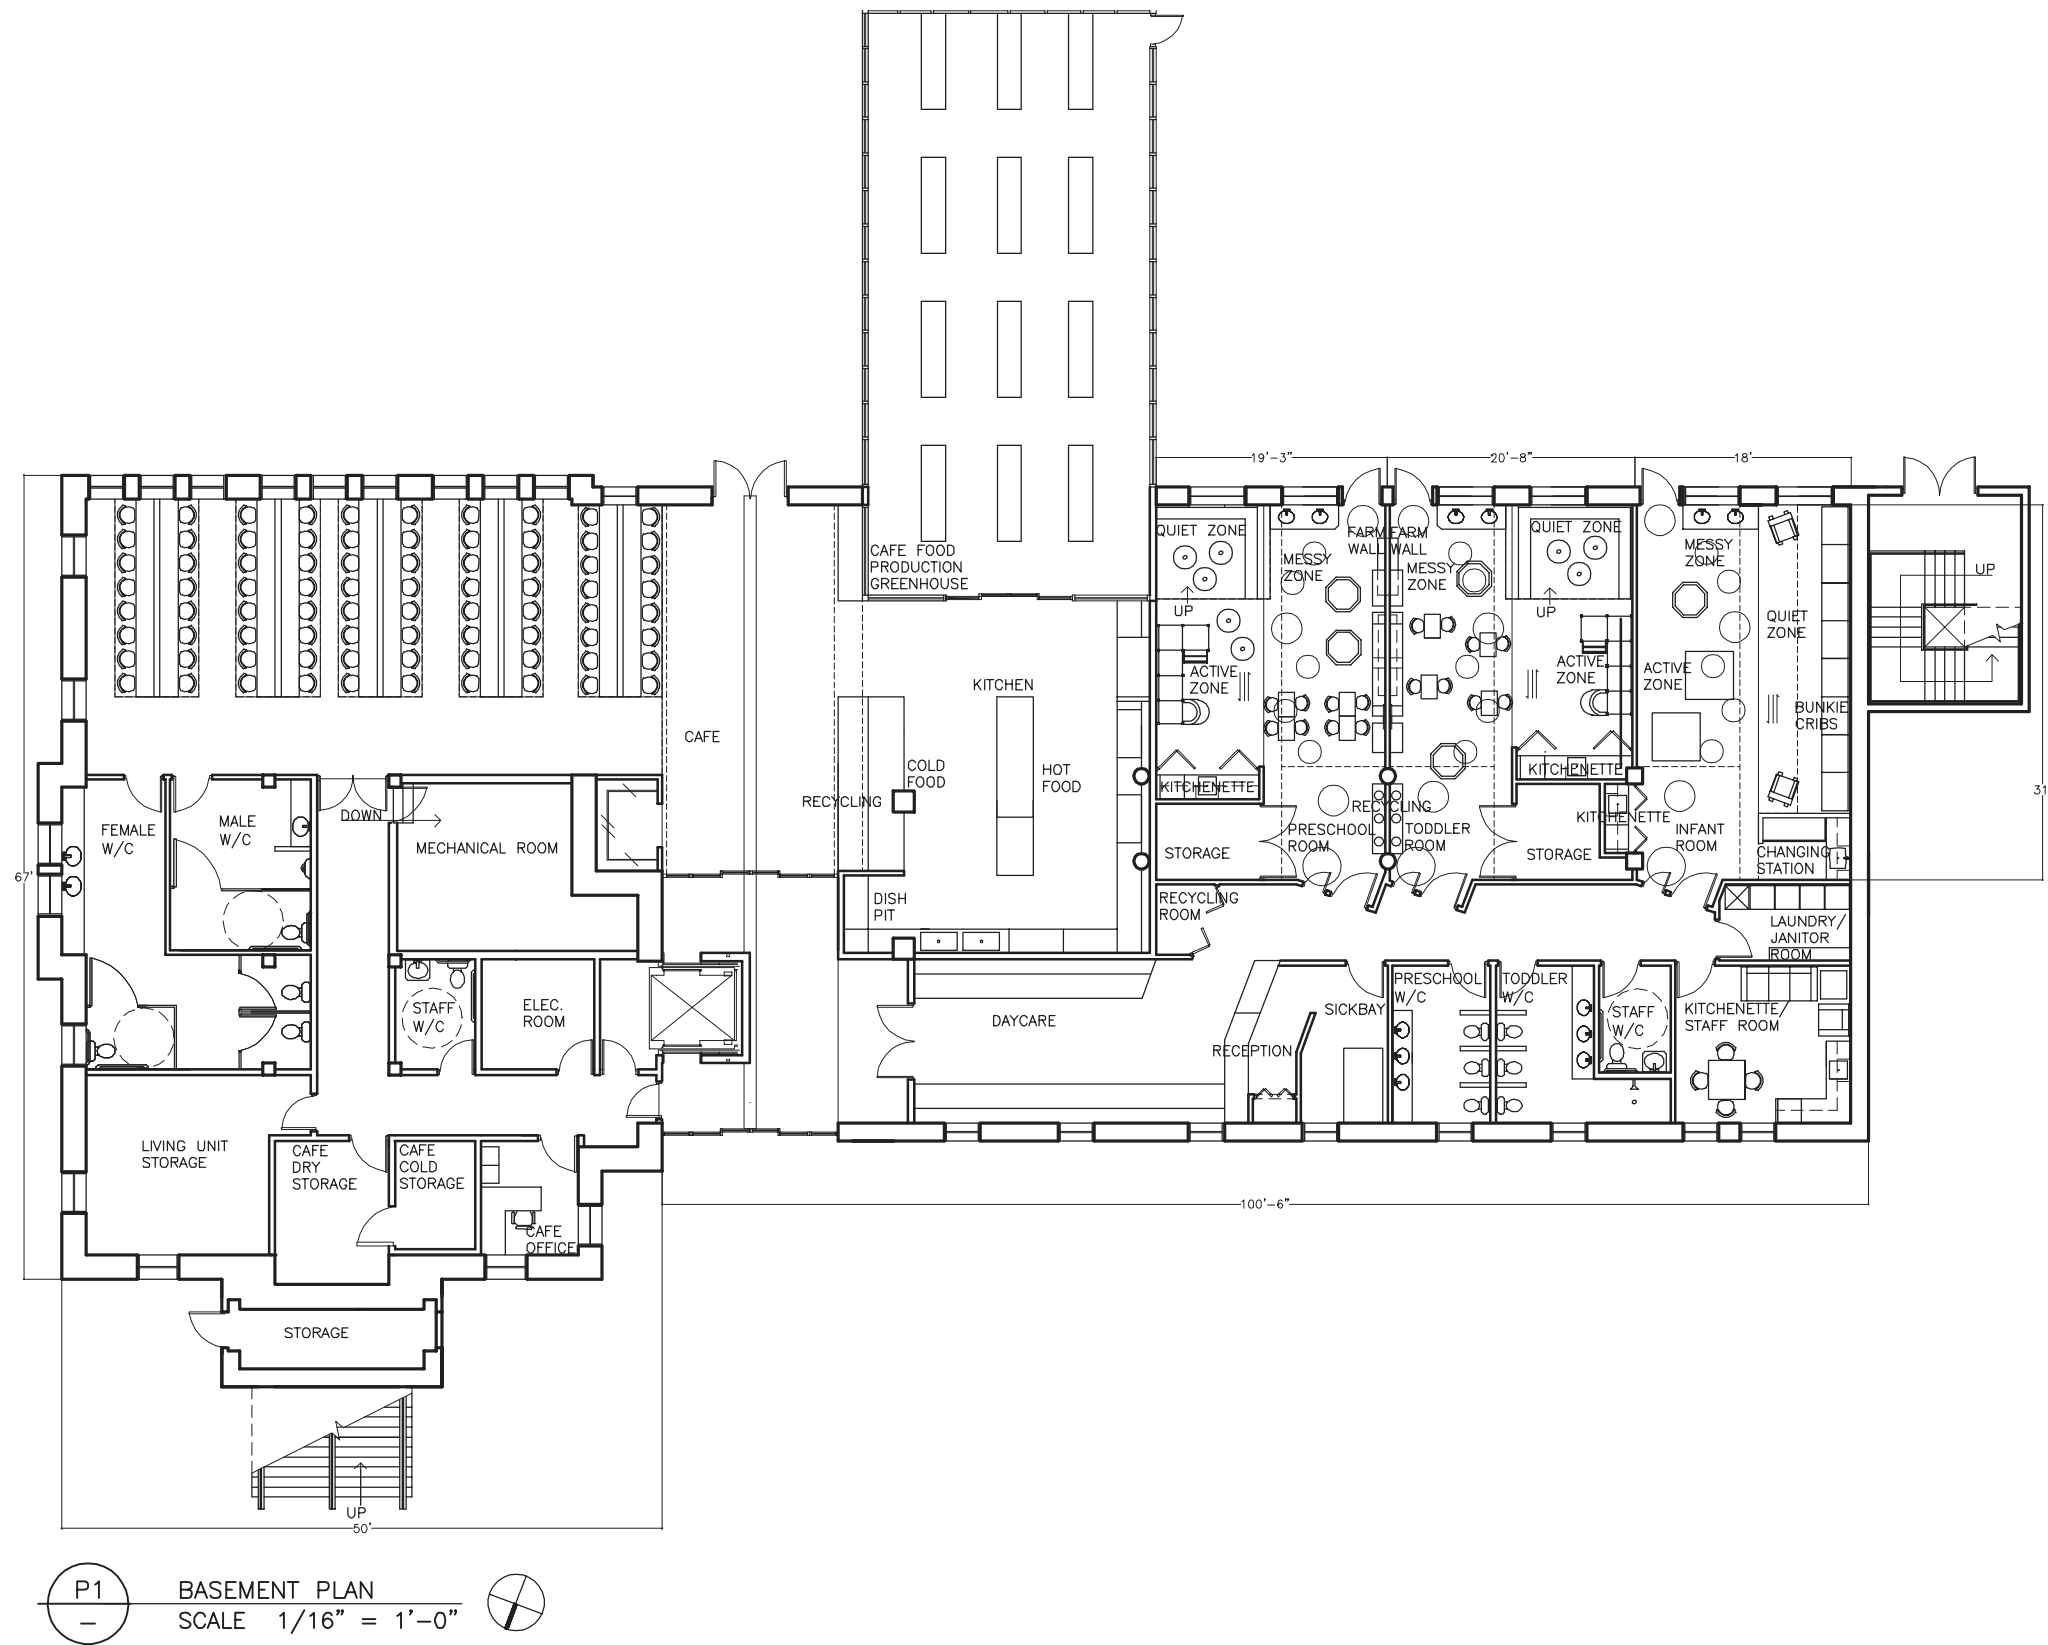 19'-3"
20'-8"
18'
CAFE FOOD
PRODUCTION
GREENHOUSE
QUIET ZONE
FARM
WALL
FARM
WALL
QUIET ZONE
MESSY
ZONE
MESSY
ZONE
MESSY
ZONE
UP
UP
UP
QUIET
ZONE
KITCHEN
ACTIVE
ZONE
ACTIVE
ZONE
ACTIVE
ZONE
BUNKIE
CRIBS
CAFE
COLD
FOOD
HOT
FOOD
31
RECYCLING
KITCHENETTE
KITCHENETTE
RECYCLING
KITCHENETTE
DOWN
FEMALE
W/C
MALE
W/C
MECHANICAL ROOM
PRESCHOOL
ROOM
TODDLER
ROOM
INFANT
ROOM
STORAGE
STORAGE
CHANGING
STATION
67'
DISH
PIT
RECYCLING
ROOM
LAUNDRY/
JANITOR
ROOM
STAFF
W/C
ELEC.
ROOM
DAYCARE
RECEPTION
SICKBAY
PRESCHOOL
W/C
TODDLER
W/C
STAFF
W/C
KITCHENETTE/
STAFF ROOM
LIVING UNIT
STORAGE
CAFE
DRY
STORAGE
CAFE
COLD
STORAGE
CAFE
OFFICE
100'-6"
STORAGE
UP
50'
P1
–
BASEMENT PLAN
SCALE 1/16" = 1'-0"